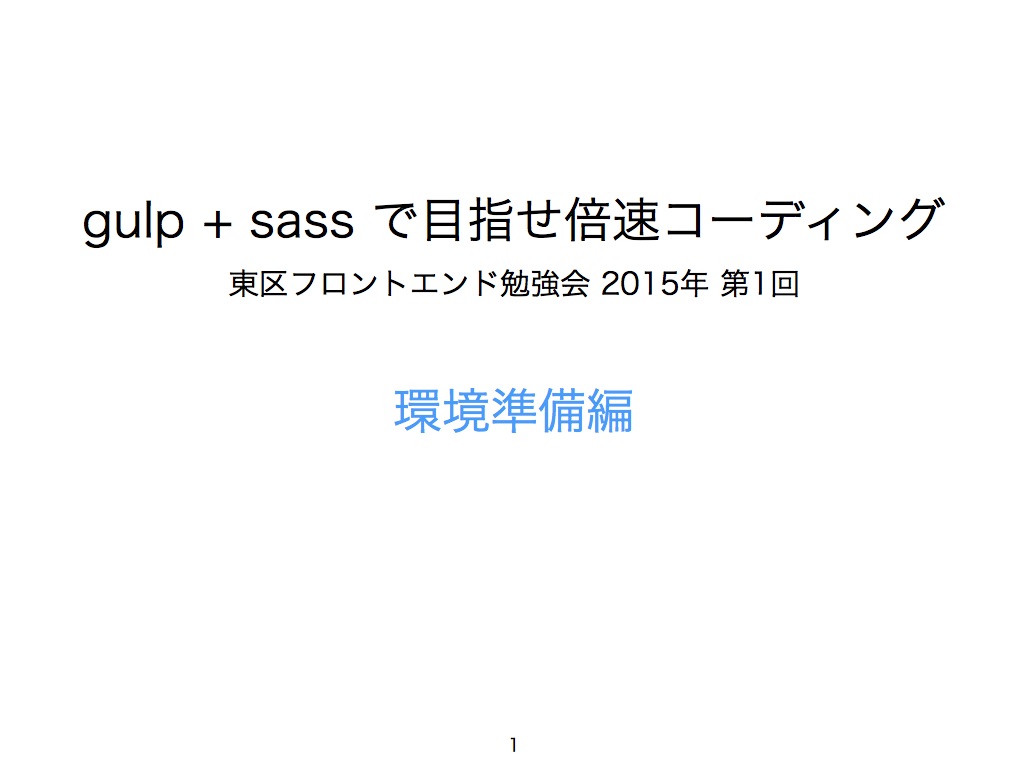 gulp + sass で目指せ倍速コーディング
東区フロントエンド勉強会 2015年 第1回
環境準備編
1